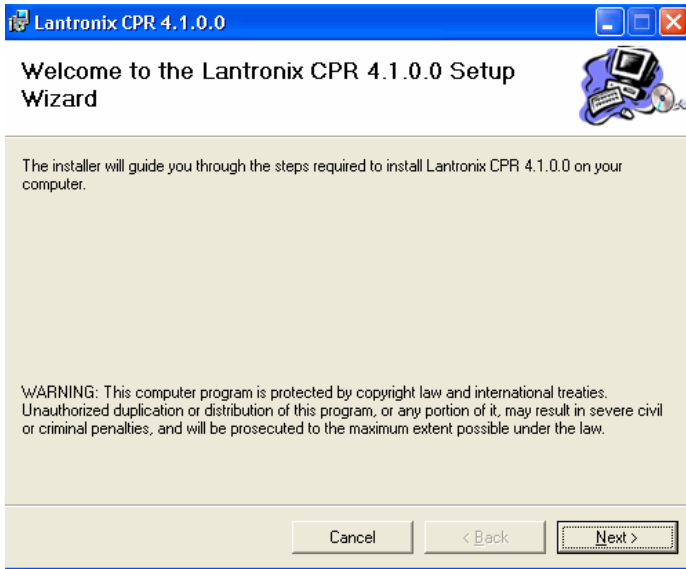 Lantronix CPR 4.1.0.0
Welcome to the Lantronix CPR 4.1.0.0 Setup
Wizard
The installer will guide you through the steps required to install Lantronix CPR 4.1.0.0 on your
computer.
WARNING: This computer program is protected by copyright law and international treaties.
Unauthorized duplication or distribution of this program, or any portion of it, may result in severe civil
or criminal penalties, and will be prosecuted to the maximum extent possible under the law.
Cancel < Back Next >